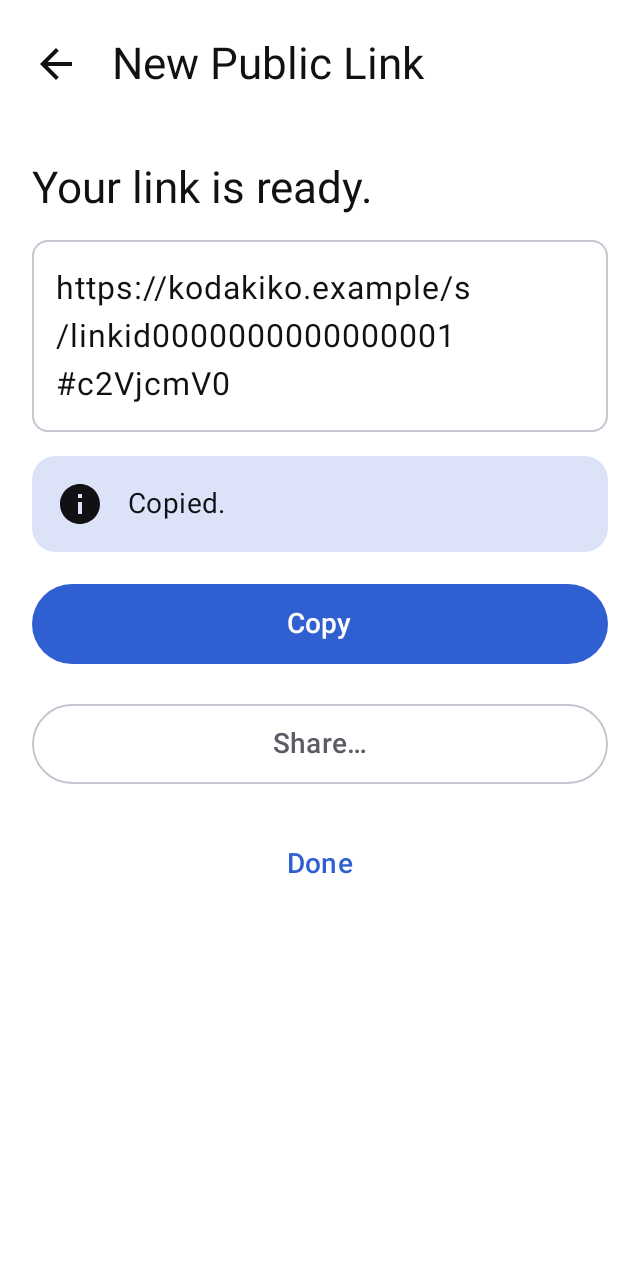 New Public Link
Your link is ready.
https://kodakiko.example/s
/linkid0000000000000001
#c2VjcmV0
Copied.
Copy
Share…
Done